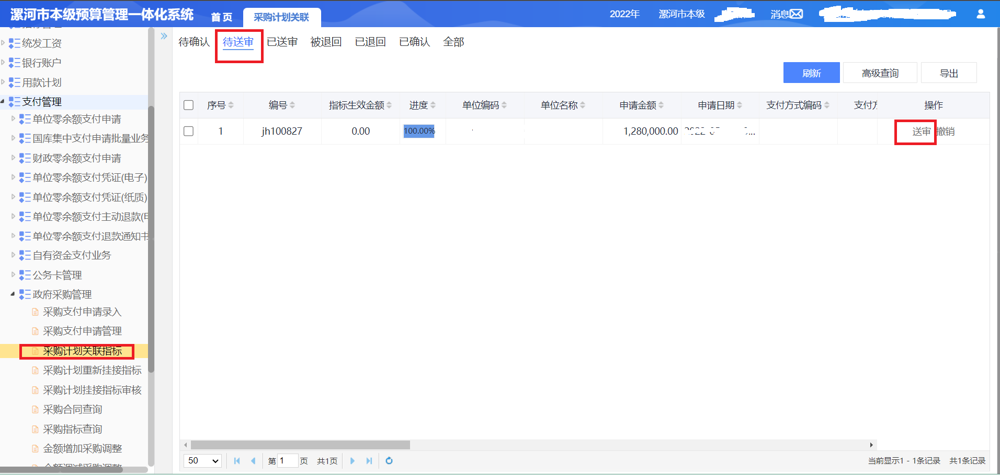 漯河市本级预算管理一体化系统
首页
采购计划关联
2022年
漯河市本级
消息
统发工资
银行账户
用款计划
支付管理
单位零余额支付申请
国库集中支付申请批量业务
财政零余额支付申请
单位零余额支付凭证(电子)
单位零余额支付凭证(纸质)
单位零余额支付主动退款(
单位零余额支付退款通知书
自有资金支付业务
公务卡管理
政府采购管理
采购支付申请录入
采购支付申请管理
采购计划关联指标
采购计划重新挂接指标
采购计划挂接指标审核
采购合同查询
采购指标查询
金额增加采购调整
金额调减采购调整
»
待确认 待送审 已送审 被退回 已退回 已确认 全部
刷新 高级查询 导出
序号 编号 指标生效金额 进度 单位编码 单位名称 申请金额 申请日期 支付方式编码 支付方 操作
1 jh100827 0.00 100.00% 1,280,000.00 送审 撤销
50 第 1 页 共1页
当前显示1 - 1条记录 共1条记录